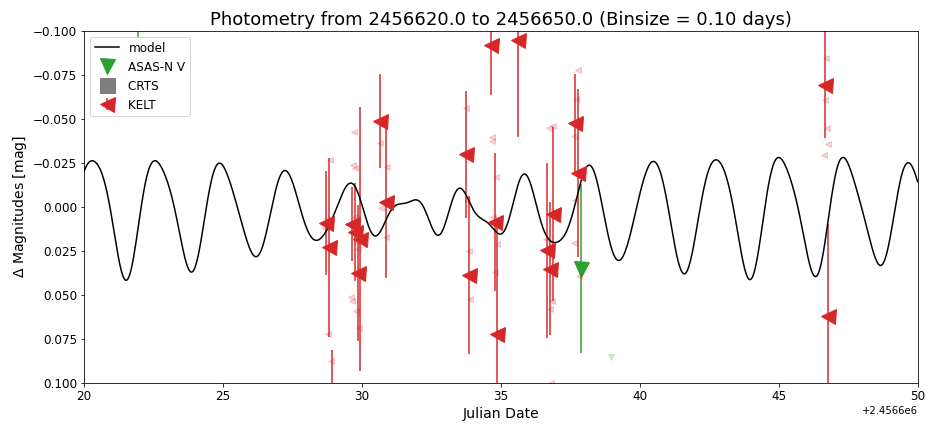 Photometry from 2456620.0 to 2456650.0 (Binsize = 0.10 days)
−0.100
−0.075
−0.050
−0.025
0.000
0.025
0.050
0.075
0.100
Δ Magnitudes [mag]
model
ASAS-N V
CRTS
KELT
20
25
30
35
40
45
50
Julian Date
+2.4566e6